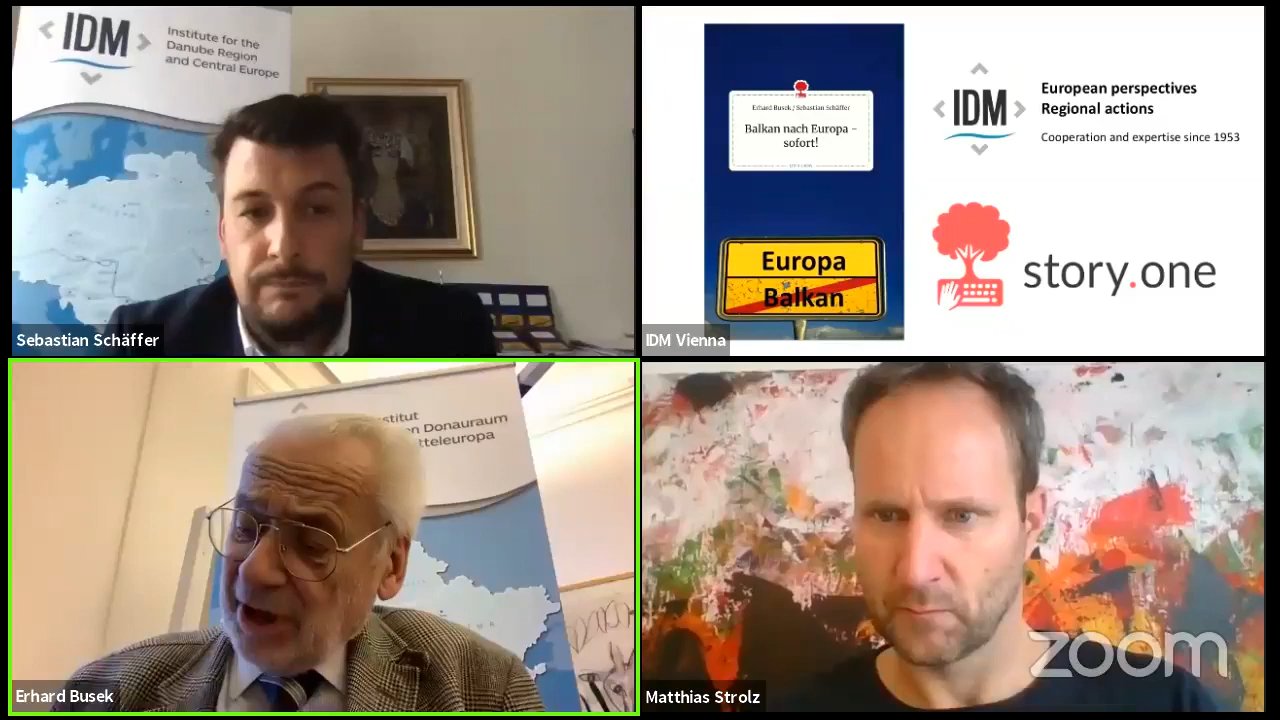 IDM
Institute for the
Danube Region
and Central Europe
Sebastian Schäffer
Erhard Busek / Sebastian Schäffer
Balkan nach Europa –
sofort!
Europa
Balkan
IDM
European perspectives
Regional actions
Cooperation and expertise since 1953
story.one
IDM Vienna
stitut
en Donauraum
tteleuropa
Erhard Busek
zoom
Matthias Strolz